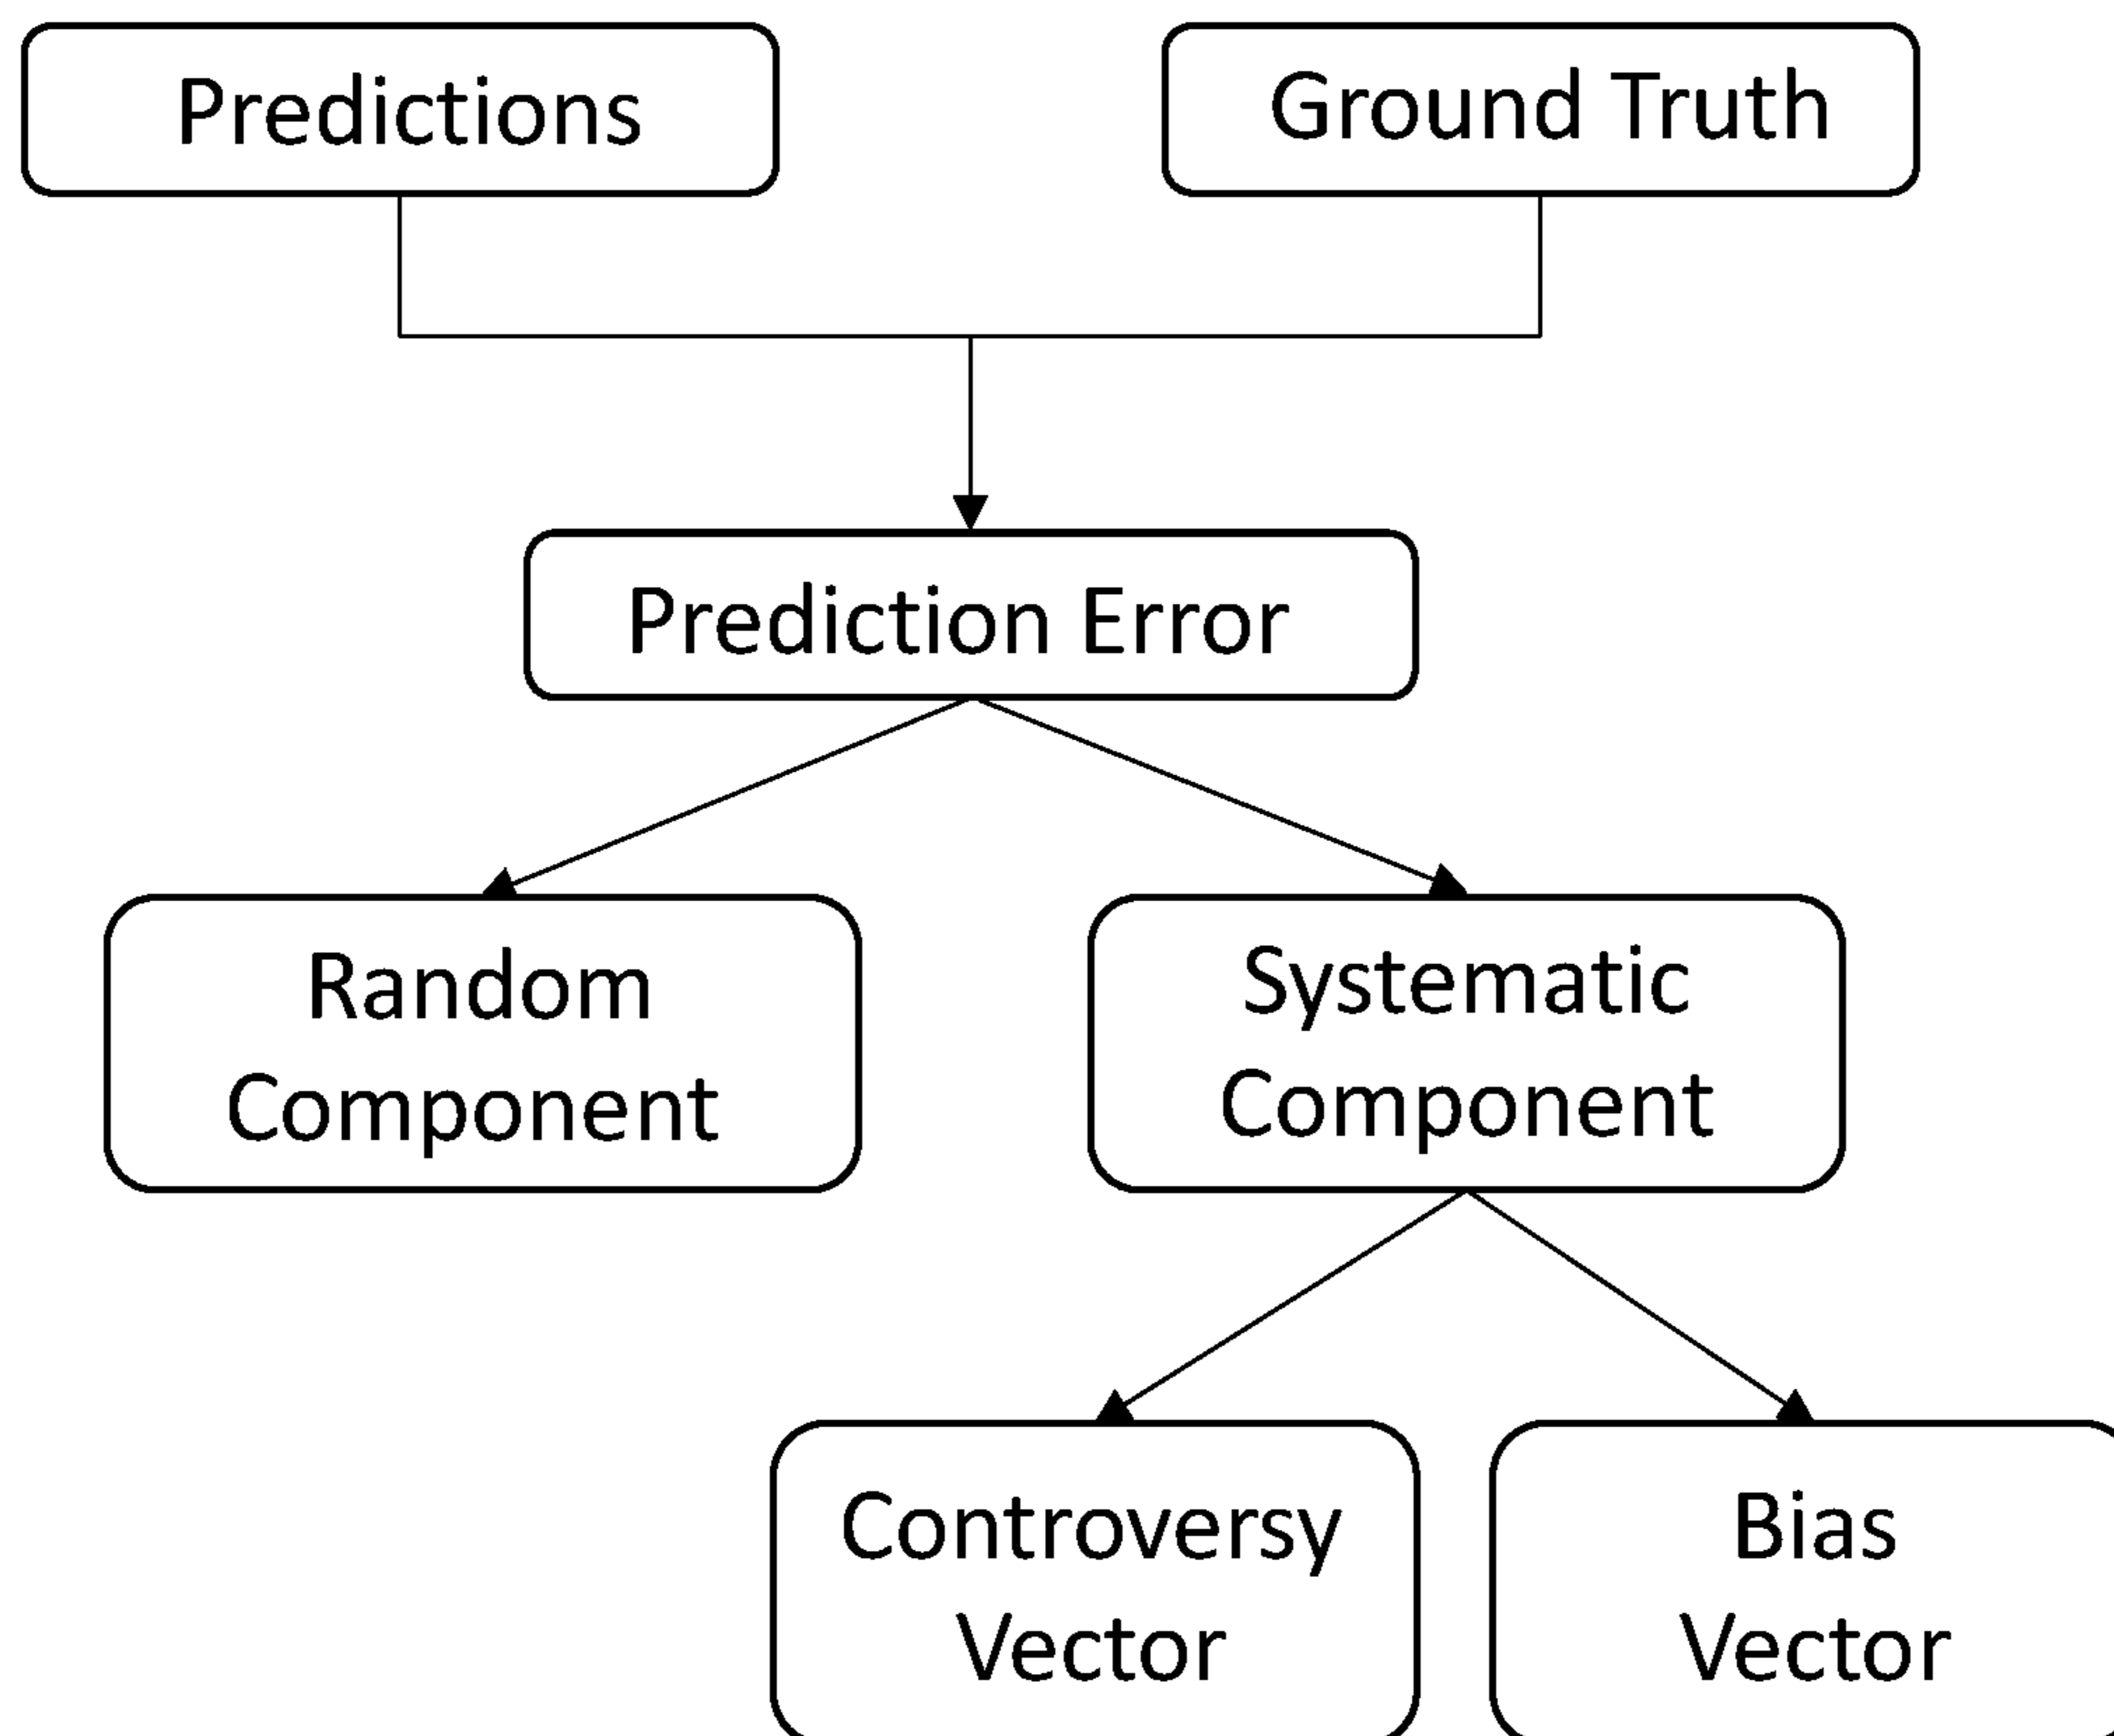 Predictions
Ground Truth
Prediction Error
Random
Component
Systematic
Component
Controversy
Vector
Bias
Vector